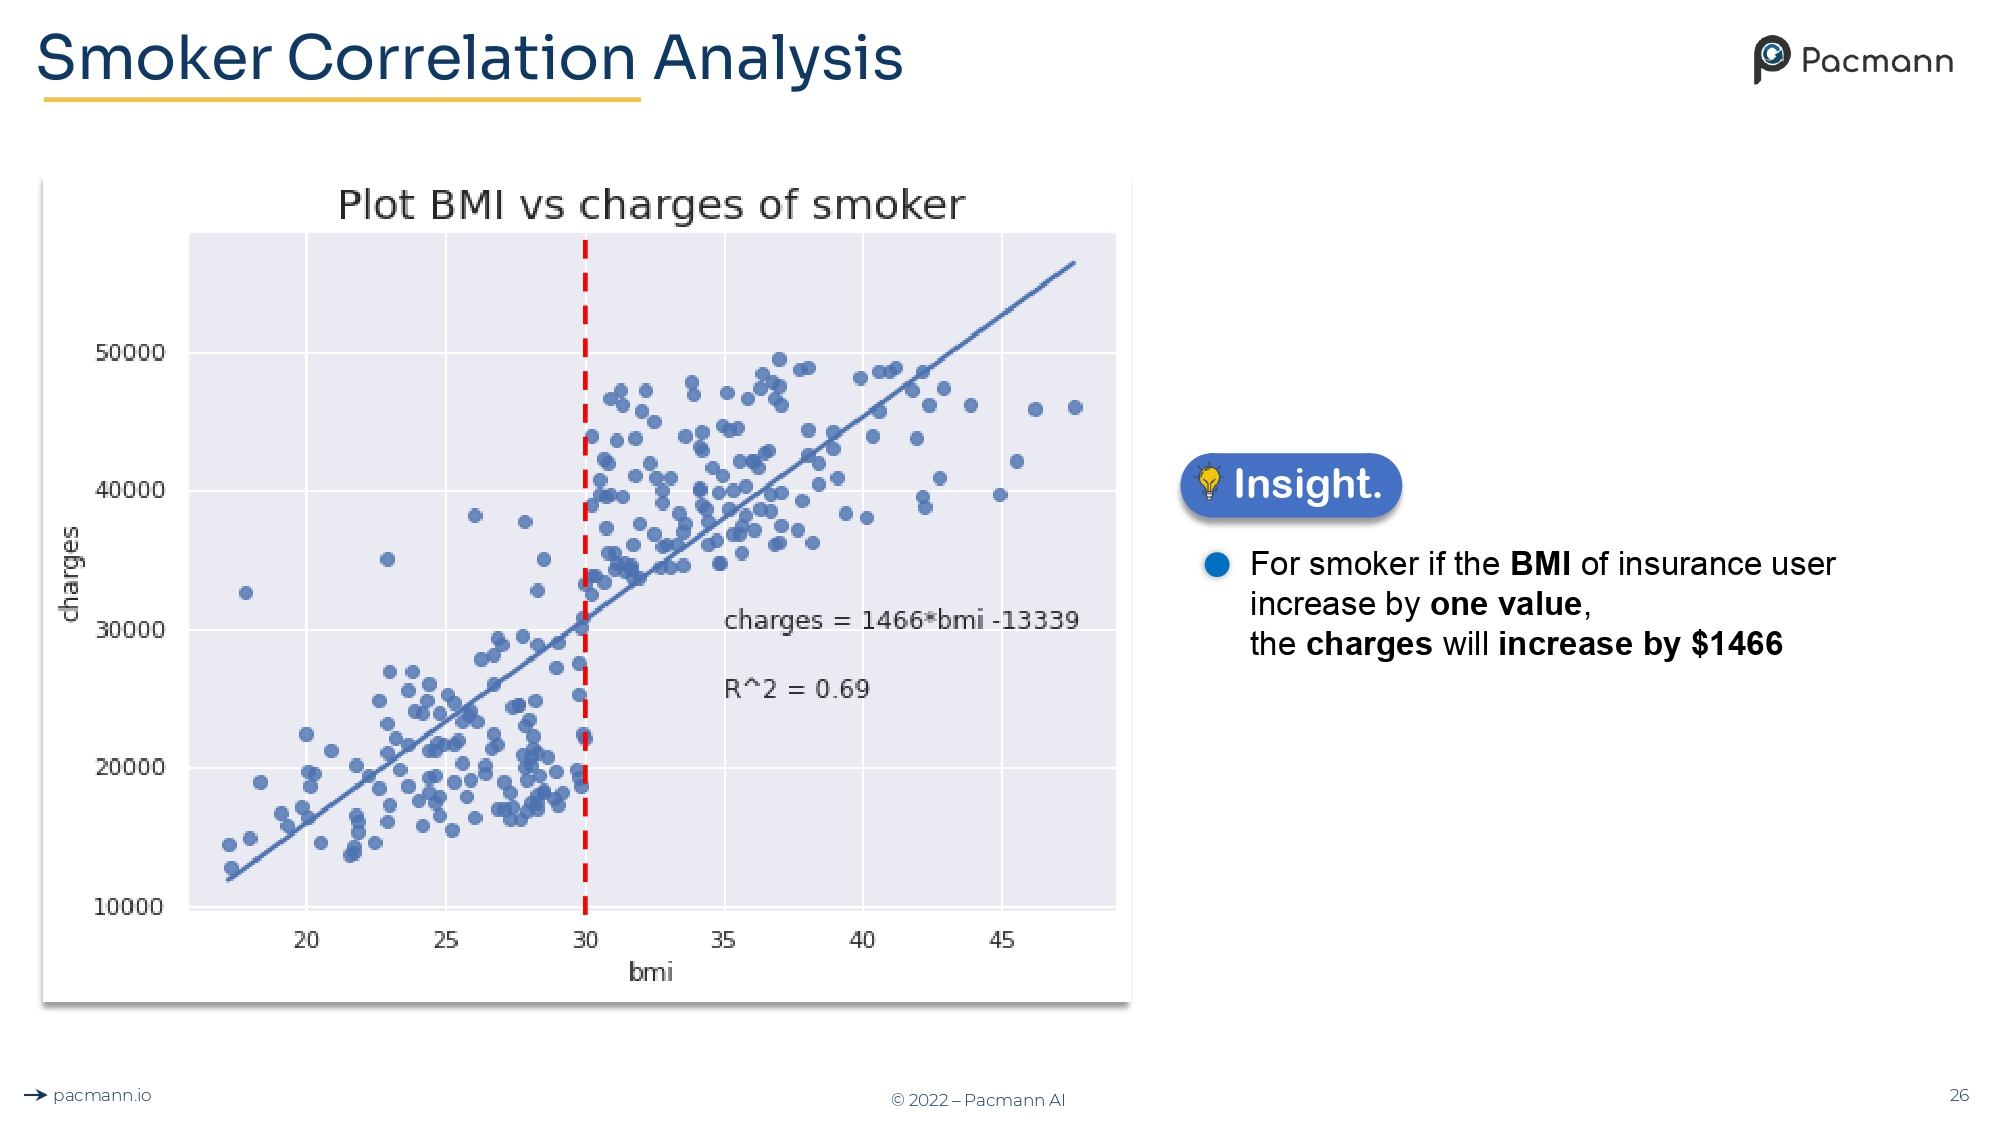 Smoker Correlation Analysis
Pacmann
Plot BMI vs charges of smoker
50000
40000
30000
20000
10000
charges
20 25 30 35 40 45
bmi
charges = 1466*bmi -13339
R^2 = 0.69
Insight.
For smoker if the BMI of insurance user
increase by one value,
the charges will increase by $1466
pacmann.io
© 2022 – Pacmann AI
26